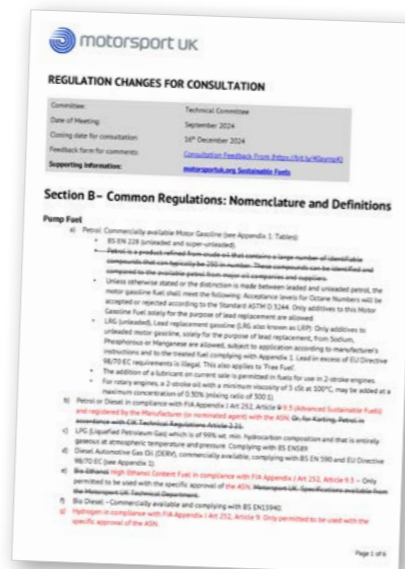 motorsport UK
REGULATION CHANGES FOR CONSULTATION
Committee: Technical Committee
Date of Meeting: September 2024
Closing date for consultation: 16th December 2024
Feedback form for comments: Consultation Feedback From
Supporting Information: motorsportuk.org Sustainable Fuels
Section B– Common Regulations: Nomenclature and Definitions
Pump Fuel
a) Petrol: Commercially available Motor Gasoline (see Appendix 1: Tables)
• BS EN 228 (unleaded and super-unleaded).
• Petrol is a product refined from crude oil that contains a large number of identifiable
compounds that can typically be 250 in number. These compounds can be identified and
compared to the available petrol from major oil companies and suppliers.
• Unless otherwise stated or the distinction is made between leaded and unleaded petrol, the
motor gasoline fuel shall meet the following: Acceptance levels for Octane Numbers will be
accepted or rejected according to the Standard ASTM D 3244. Only additives to this Motor
Gasoline Fuel solely for the purpose of lead replacement are allowed.
• LRG (unleaded), Lead replacement gasoline (LRG also known as LRP). Only additives to
unleaded motor gasoline, solely for the purpose of lead replacement, from Sodium,
Phosphorous or Manganese are allowed, subject to application according to manufacturer's
instructions and to the treated fuel complying with Appendix 1. Lead in excess of EU Directive
98/70 EC requirements is illegal. This also applies to 'Free Fuel'.
• The addition of a lubricant on current sale is permitted in fuels for use in 2-stroke engines.
• For rotary engines, a 2-stroke oil with a minimum viscosity of 5 cSt at 100°C, may be added at a
maximum concentration of 0.30% (mixing ratio of 300:1)
b) Petrol or Diesel in compliance with FIA Appendix J Art 252, Article 9 9.3 (Advanced Sustainable Fuels)
and registered by the Manufacturer (or nominated agent) with the ASN. Or, for Karting, Petrol in
accordance with CIK Technical Regulations Article 2.21.
c) LPG (Liquefied Petroleum Gas) which is of 99% wt. min. hydrocarbon composition and that is entirely
gaseous at atmospheric temperature and pressure. Complying with BS EN589.
d) Diesel Automotive Gas Oil (DERV), commercially available, complying with BS EN 590 and EU Directive
98/70 EC (see Appendix 1).
e) Bio Ethanol High Ethanol Content Fuel in compliance with FIA Appendix J Art 252, Article 9.3 – Only
permitted to be used with the specific approval of the ASN. Motorsport UK. Specifications available from
the Motorsport UK Technical Department.
f) Bio Diesel – Commercially available and complying with BS EN15940.
g) Hydrogen in compliance with FIA Appendix J Art 252, Article 9. Only permitted to be used with the
specific approval of the ASN.
Page 1 of 6